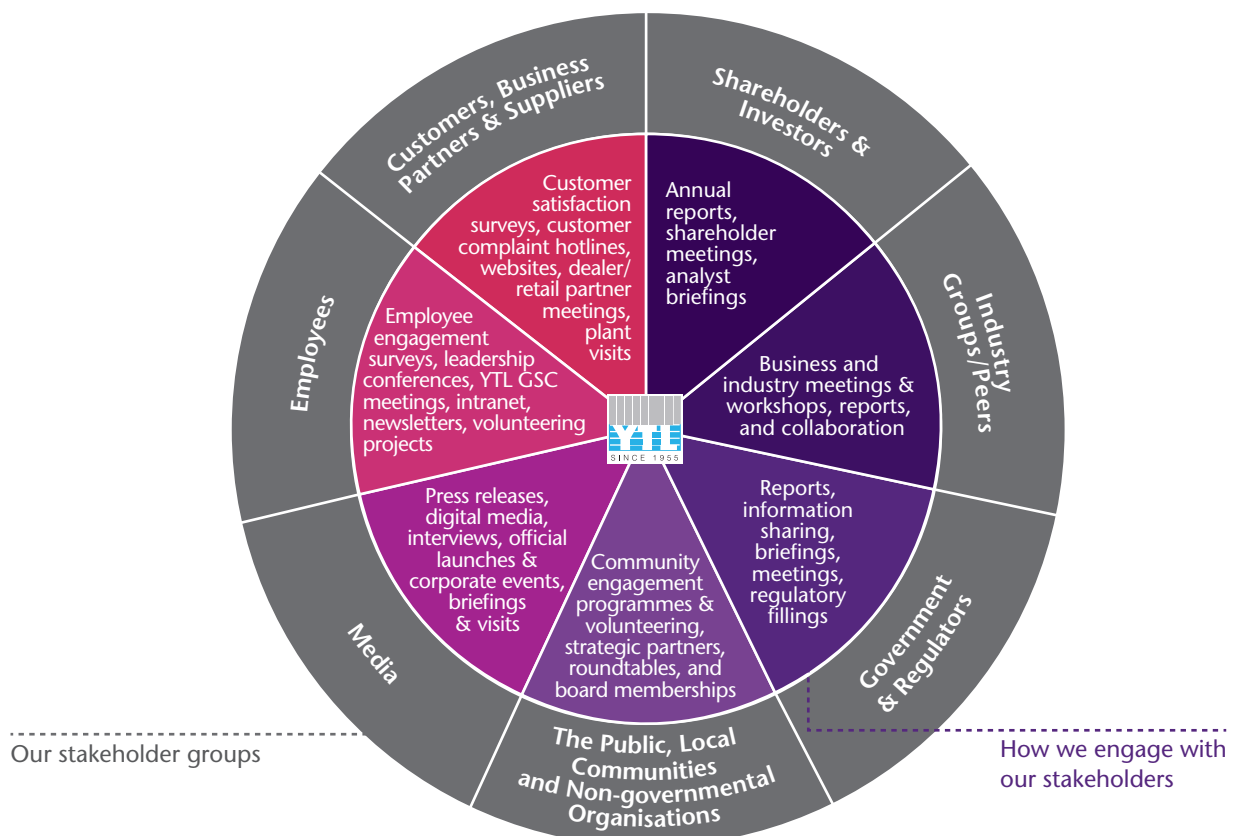 Customers, Business
Partners & Suppliers
Shareholders &
Investors
Industry
Groups/Peers
Government
& Regulators
The Public, Local
Communities
and Non-governmental
Organisations
Media
Employees
Customer
satisfaction
surveys, customer
complaint hotlines,
websites, dealer/
retail partner
meetings,
plant
visits
Annual
reports,
shareholder
meetings,
analyst
briefings
Business and
industry meetings &
workshops, reports,
and collaboration
Reports,
information
sharing,
briefings,
meetings,
regulatory
fillings
Community
engagement
programmes &
volunteering,
strategic partners,
roundtables, and
board memberships
Press releases,
digital media,
interviews, official
launches &
corporate events,
briefings
& visits
Employee
engagement
surveys, leadership
conferences, YTL GSC
meetings, intranet,
newsletters, volunteering
projects
YTL
SINCE 1955
Our stakeholder groups
How we engage with
our stakeholders